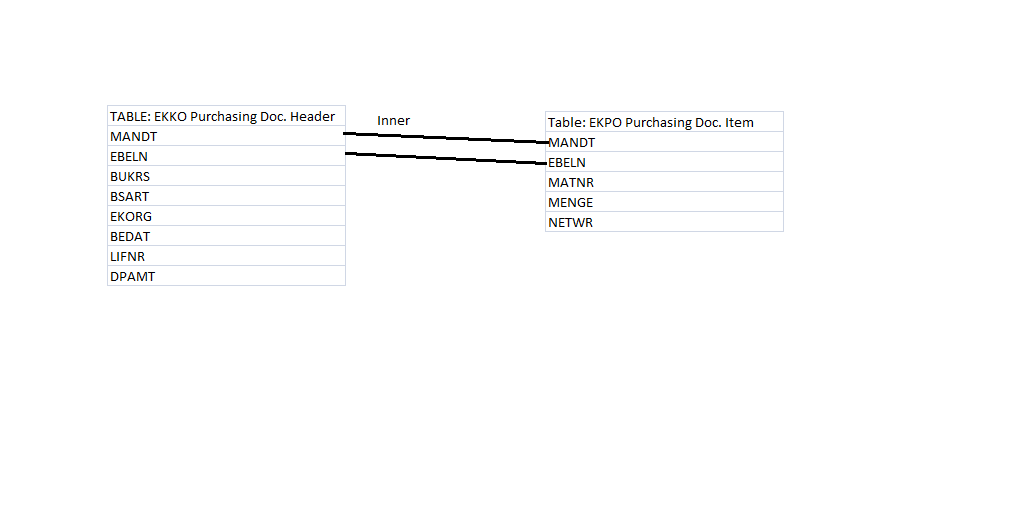 TABLE: EKKO Purchasing Doc. Header
MANDT
EBELN
BUKRS
BSART
EKORG
BEDAT
LIFNR
DPAMT
Inner
Table: EKPO Purchasing Doc. Item
MANDT
EBELN
MATNR
MENGE
NETWR